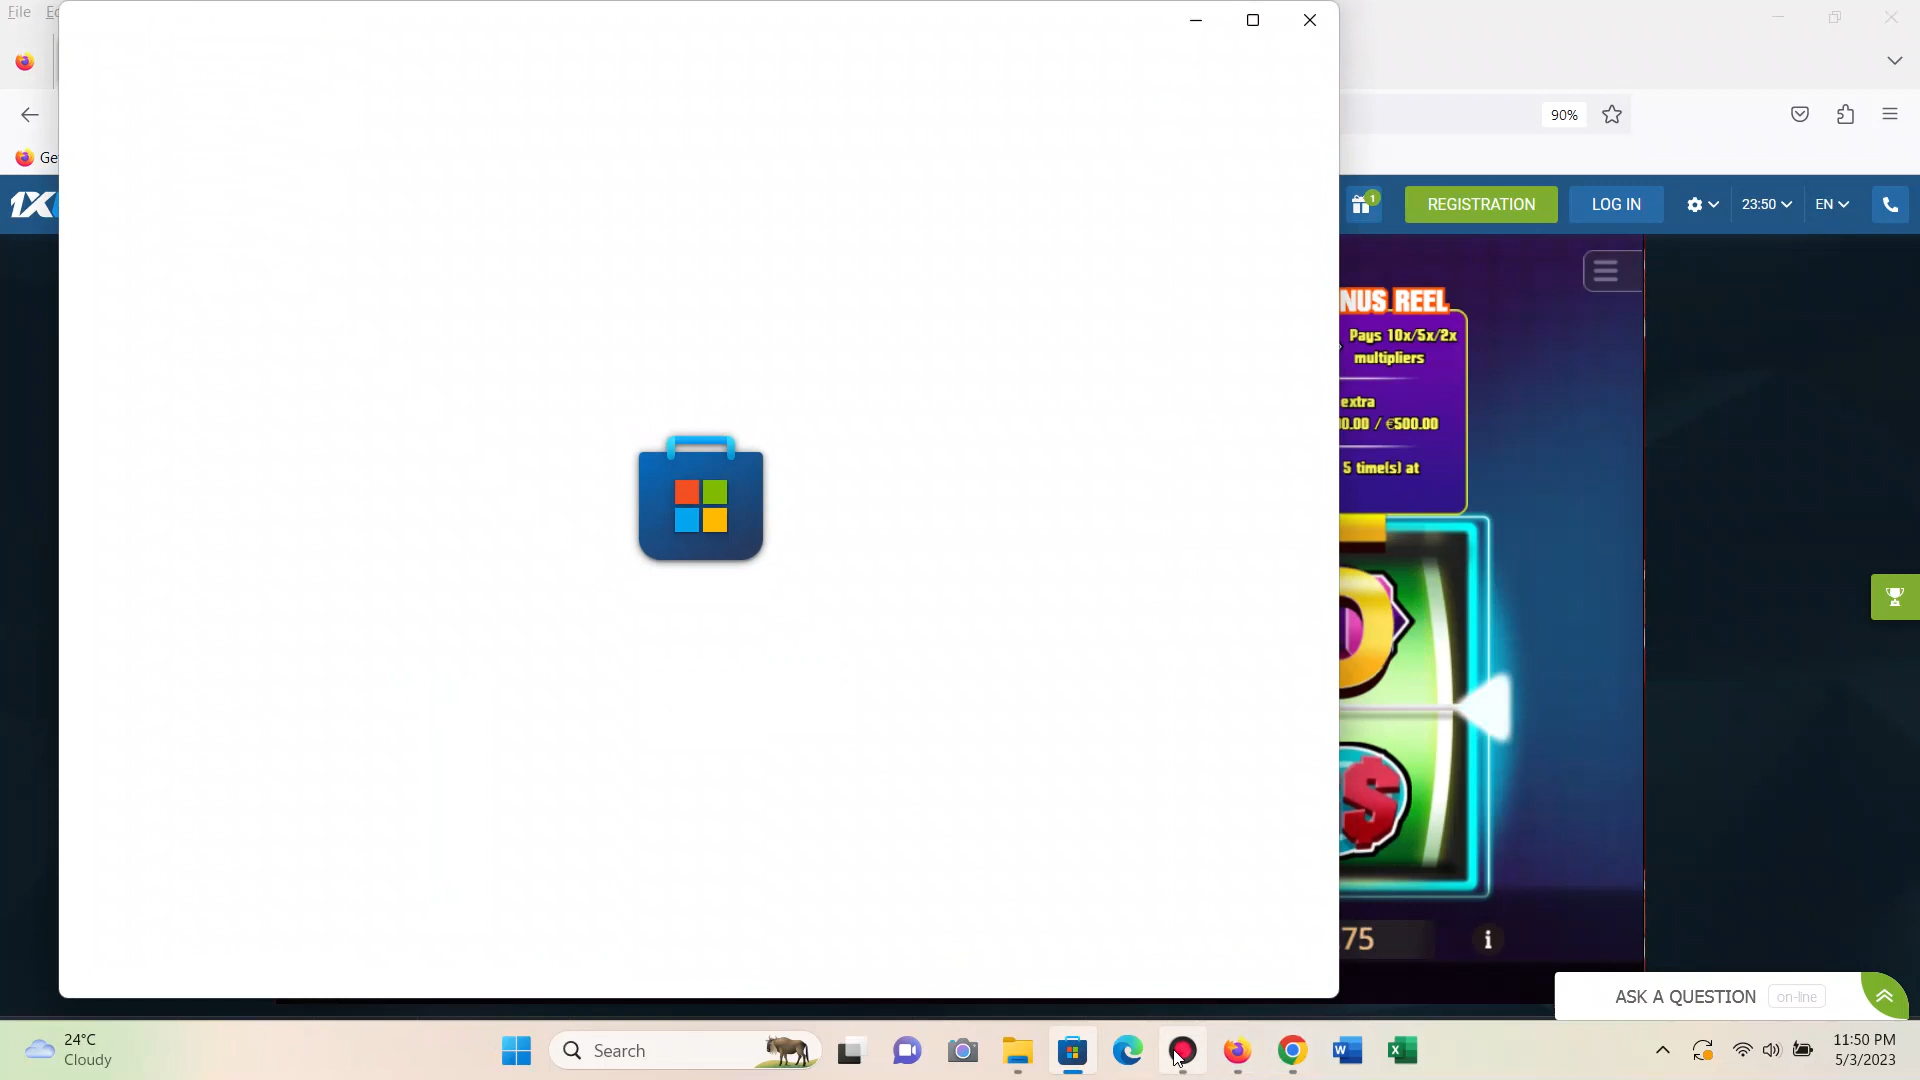 File
90%
1X
1
REGISTRATION
LOG IN
23:50
EN
NUS REEL
Pays 10x/5x/2x
multipliers
extra
0.00 / €500.00
5 time(s) at
75
i
ASK A QUESTION
on-line
24°C
Cloudy
Search
W
X
11:50 PM
5/3/2023